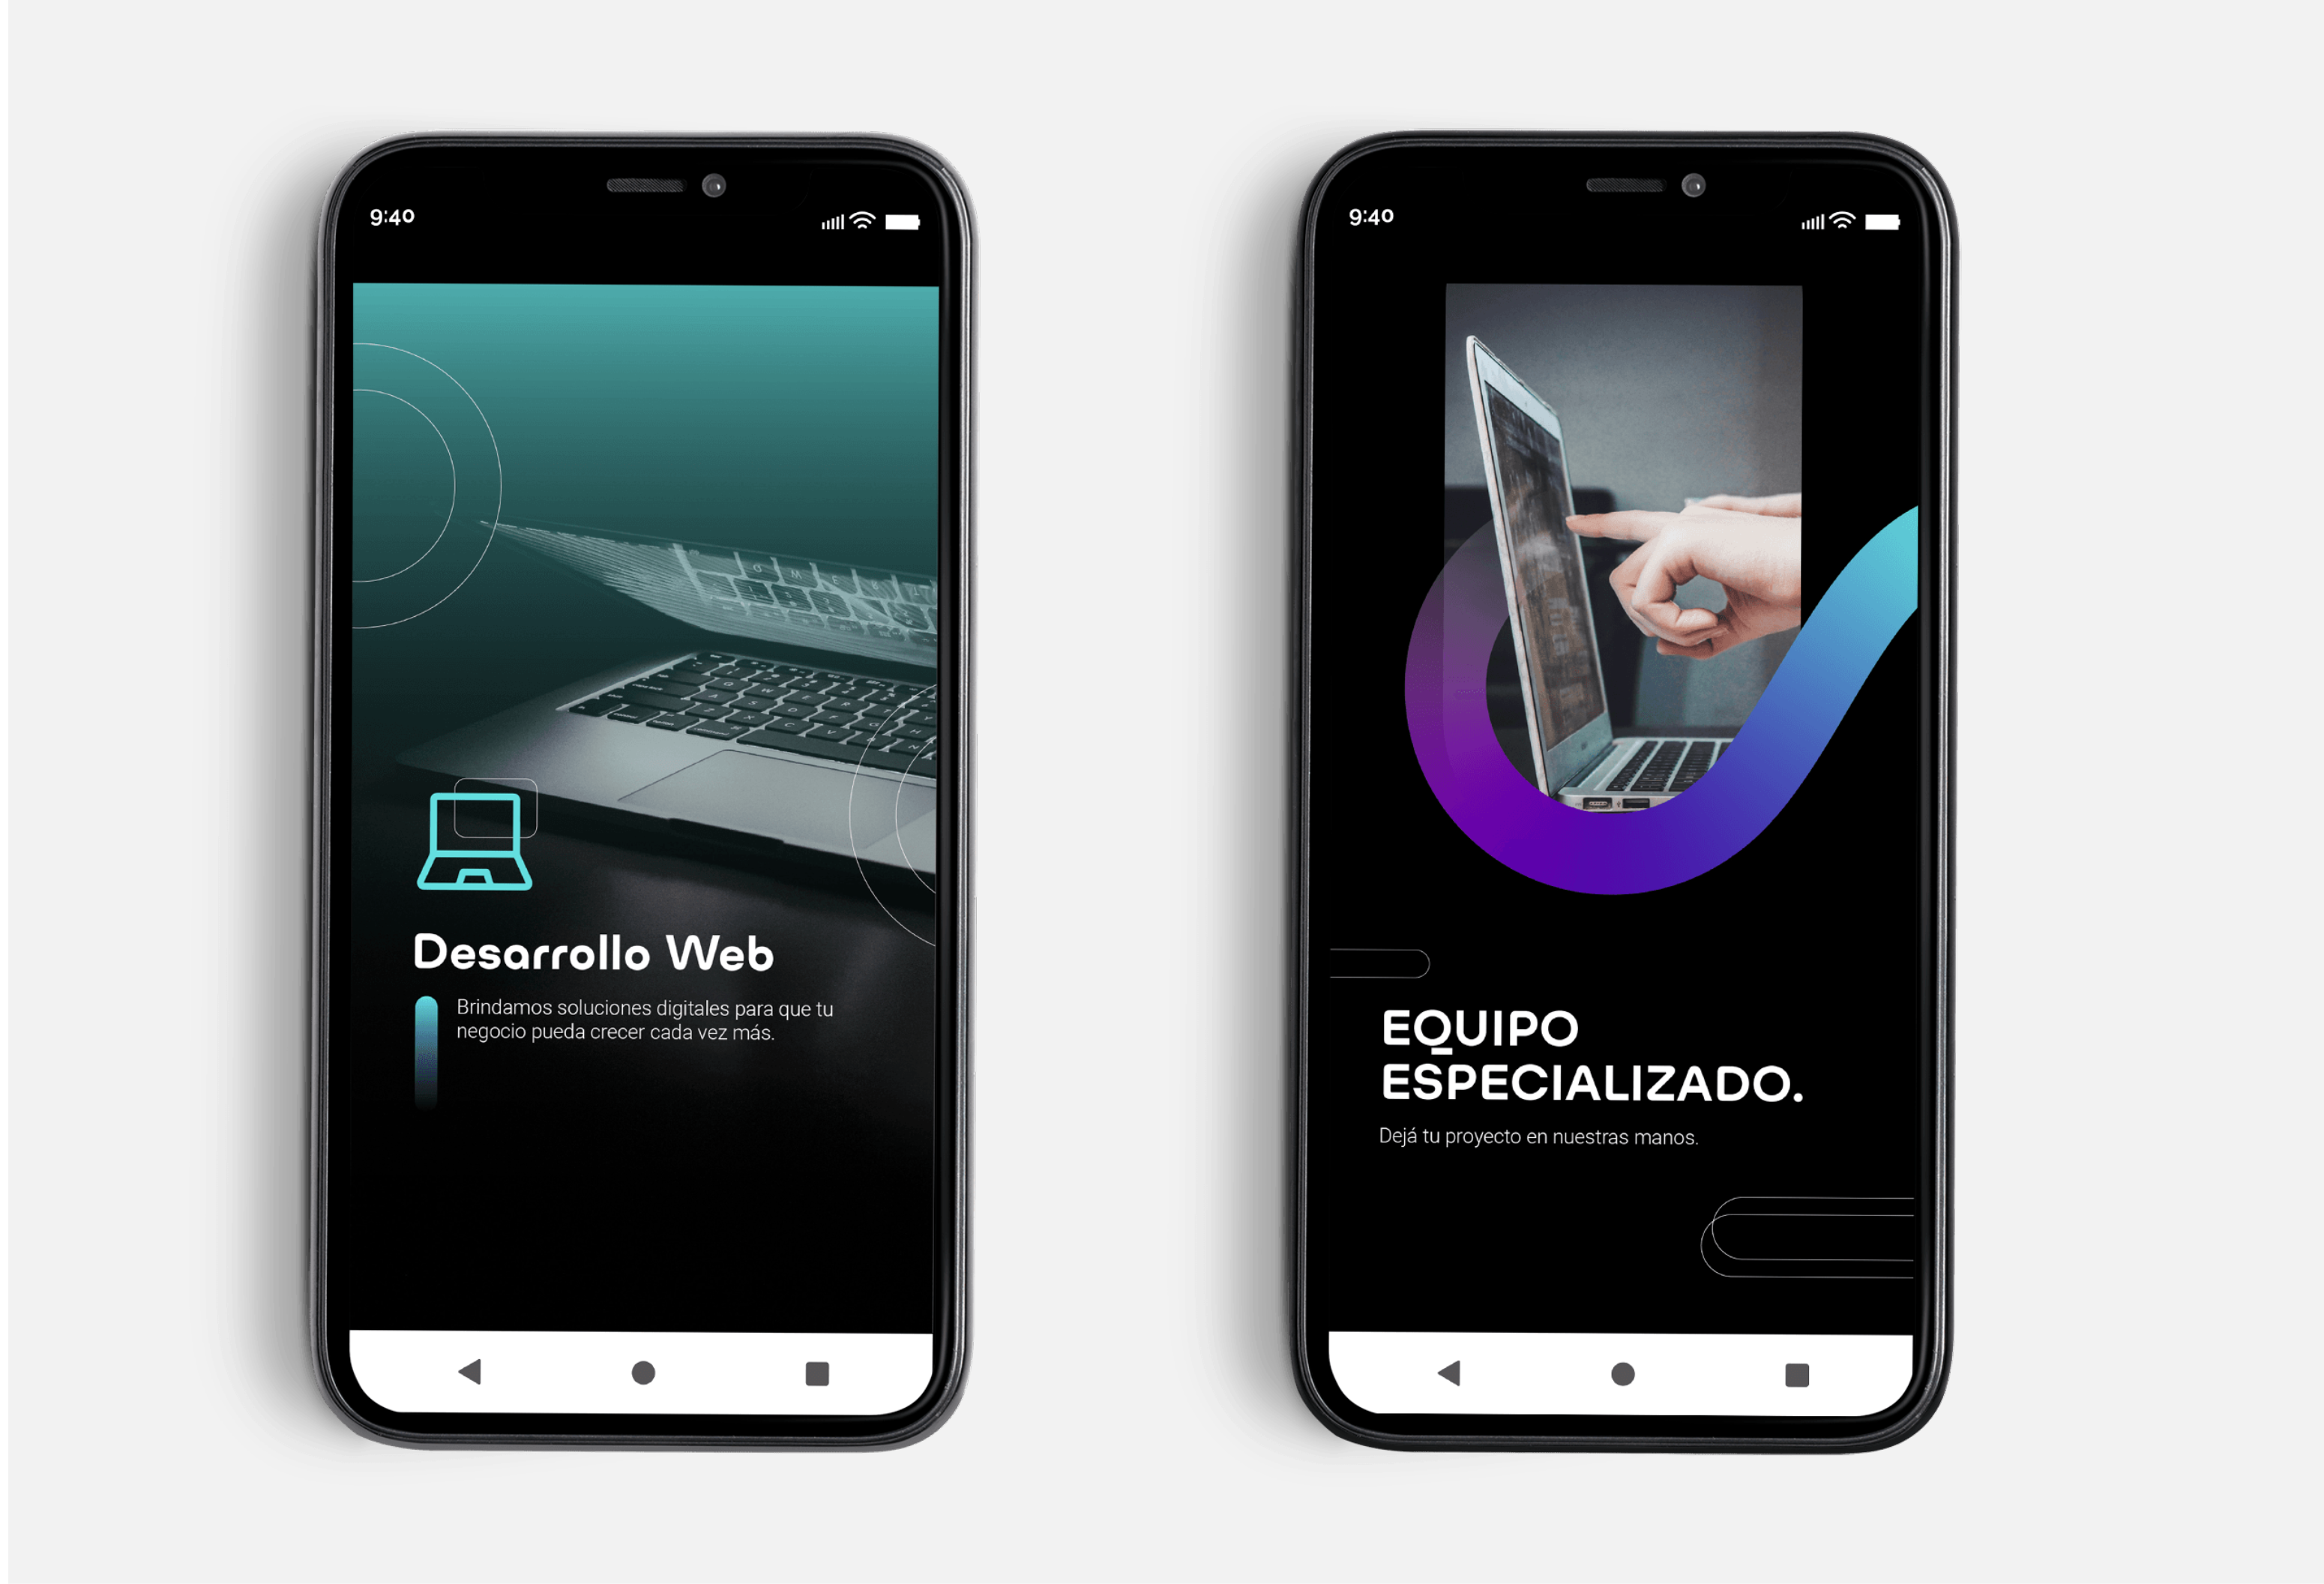 9:40
Desarrollo Web
Brindamos soluciones digitales para que tu
negocio pueda crecer cada vez más.
9:40
EQUIPO
ESPECIALIZADO.
Dejá tu proyecto en nuestras manos.